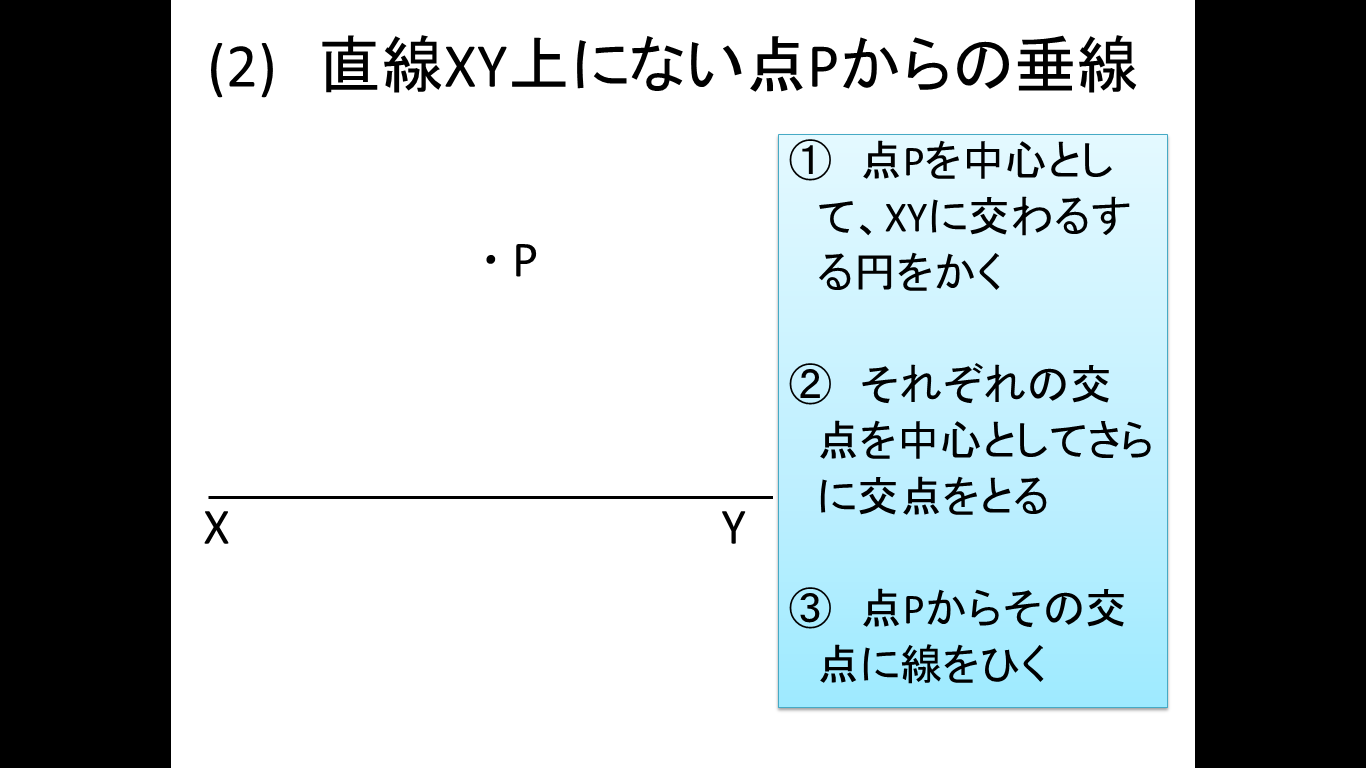 (2)　直線XY上にない点Pからの垂線
①　点Pを中心とし
て、XYに交わるす
る円をかく
・P
②　それぞれの交
点を中心としてさら
に交点をとる
X
Y
③　点Pからその交
点に線をひく